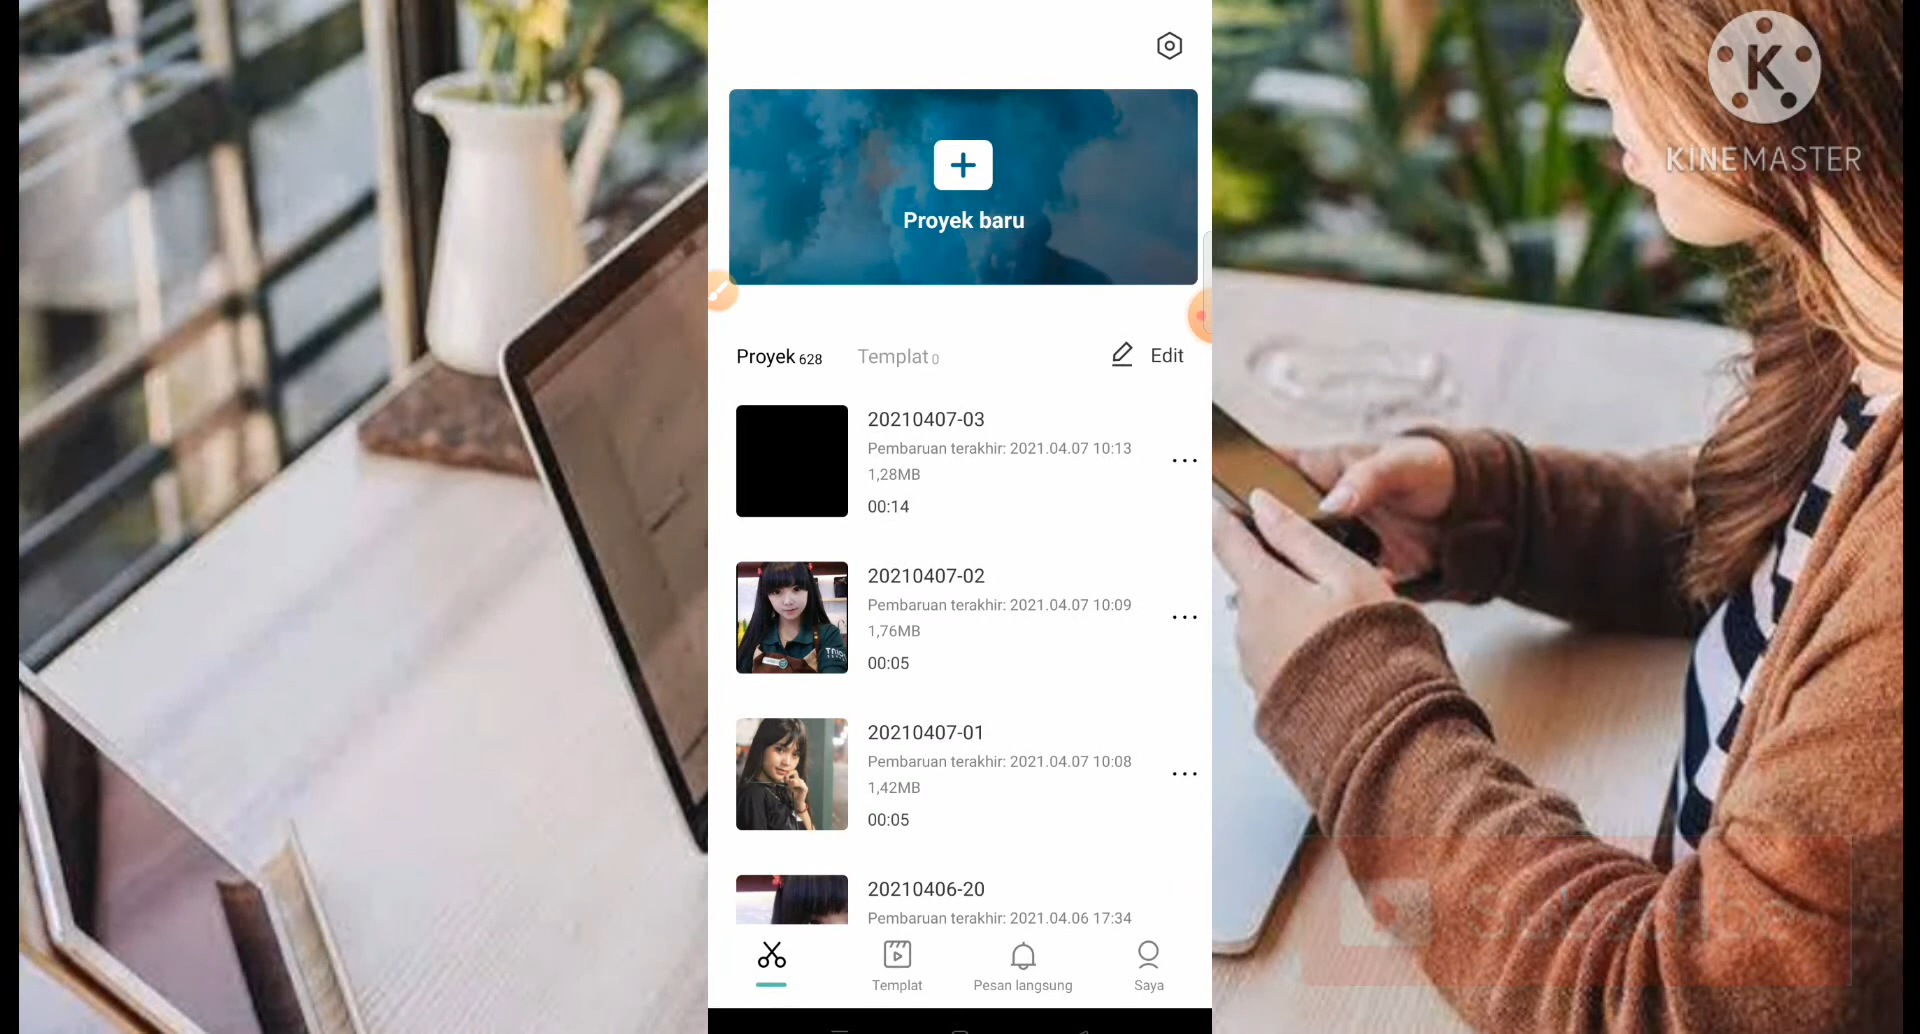 K
KINEMASTER
Proyek baru
Proyek 628
Templat 0
Edit
20210407-03
Pembaruan terakhir: 2021.04.07 10:13
1,28MB
00:14
20210407-02
Pembaruan terakhir: 2021.04.07 10:09
1,76MB
00:05
20210407-01
Pembaruan terakhir: 2021.04.07 10:08
1,42MB
00:05
20210406-20
Pembaruan terakhir: 2021.04.06 17:34
Templat
Pesan langsung
Saya